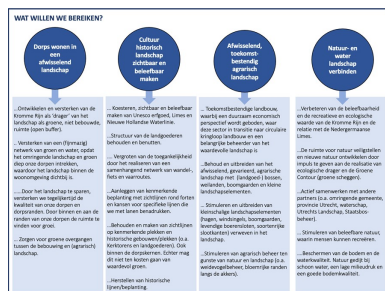 WAT WILLEN WE BEREIKEN?
Dorps wonen in
een
afwisselend
landschap
...Ontwikkelen en versterken van de
Kromme Rijn als 'drager' van het
landschap als groene, niet bebouwde,
ruimte (open buffer).
...Versterken van een (fijnmazig)
netwerk van groen en water, opdat
het omringende landschap en groen
diep onze dorpen intrekken,
waardoor het landschap binnen de
woonomgeving dichtbij is.
....Door het landschap te sparen,
versterken we tegelijkertijd de
kwaliteit van onze dorpen en
dorpsranden. Door binnen en aan de
randen van onze dorpen de ruimte te
vinden voor groei.
... Zorgen voor groene overgangen
tussen de bebouwing en (agrarisch)
landschap.
Cultuur
historisch
landschap
zichtbaar en
beleefbaar
maken
... Koesteren, zichtbaar en beleefbaar
maken van Unesco erfgoed, Limes en
Nieuwe Hollandse Waterlinie.
...Structuur van de landgoederen
behouden en benutten.
... Vergroten van de toegankelijkheid
door het realiseren van een
samenhangend netwerk van wandel-,
fiets- en vaarroutes.
...Aanleggen van kenmerkende
beplanting met zichtlijnen rond forten
en kansen voor specifieke lijnen die
we met lanen benadrukken.
...Behouden en maken van zichtlijnen
op kenmerkende plekken en
historische gebouwen/plekken (o.a.
Kerktorens en landgoederen). Ook
binnen de dorpskernen. Echter mag
dit niet ten kosten gaan van
waardevol groen.
...Herstellen van historische
lijnen/beplanting.
Afwisselend,
toekomst-
bestendig
agrarisch
landschap
... Toekomstbestendige landbouw,
waarbij een duurzaam economisch
perspectief wordt geboden, waar
deze sector in transitie naar circulaire
kringloop landbouw en een
belangrijke beheerder van het
waardevolle landschap is
...Behoud en uitbreiden van het
afwisselend, gevarieerd, agrarisch
landschap met (landgoed-) bossen,
weilanden, boomgaarden en kleine
landschapselementen.
... Stimuleren en uitbreiden van
kleinschalige landschapselementen
(hagen, windsingels, boomgaarden,
levendige boerenesloten, soortenrijke
slootkanten) verweven in het
landschap.
... Stimuleren van agrarisch beheer ten
gunste van natuur en landschap (o.a.
weidevogelbeheer, bloemrijke randen
langs de akkers).
Natuur- en
water
landschap
verbinden
...Verbeteren van de beleefbaarheid
en de recreatieve en ecologische
waarde van de Kromme Rijn en de
relatie met de Nedergermaanse
Limes.
...De ruimte voor natuur veiligstellen
en nieuwe natuur ontwikkelen door
impuls te geven aan de realisatie van
ecologische drager en de Groene
Contour (groene scheggen).
...Actief samenwerken met andere
partners (o.a. omringende gemeente,
provincie Utrecht, waterschap,
Utrechts Landschap, Staatsbos-
beheer).
...Stimuleren van beleefbare natuur,
waarin mensen kunnen recreëren.
...Beschermen van de bodem en de
waterkwaliteit. Natuur gedijt bij
schoon water, een lage milieudruk en
een goede bodemkwaliteit.